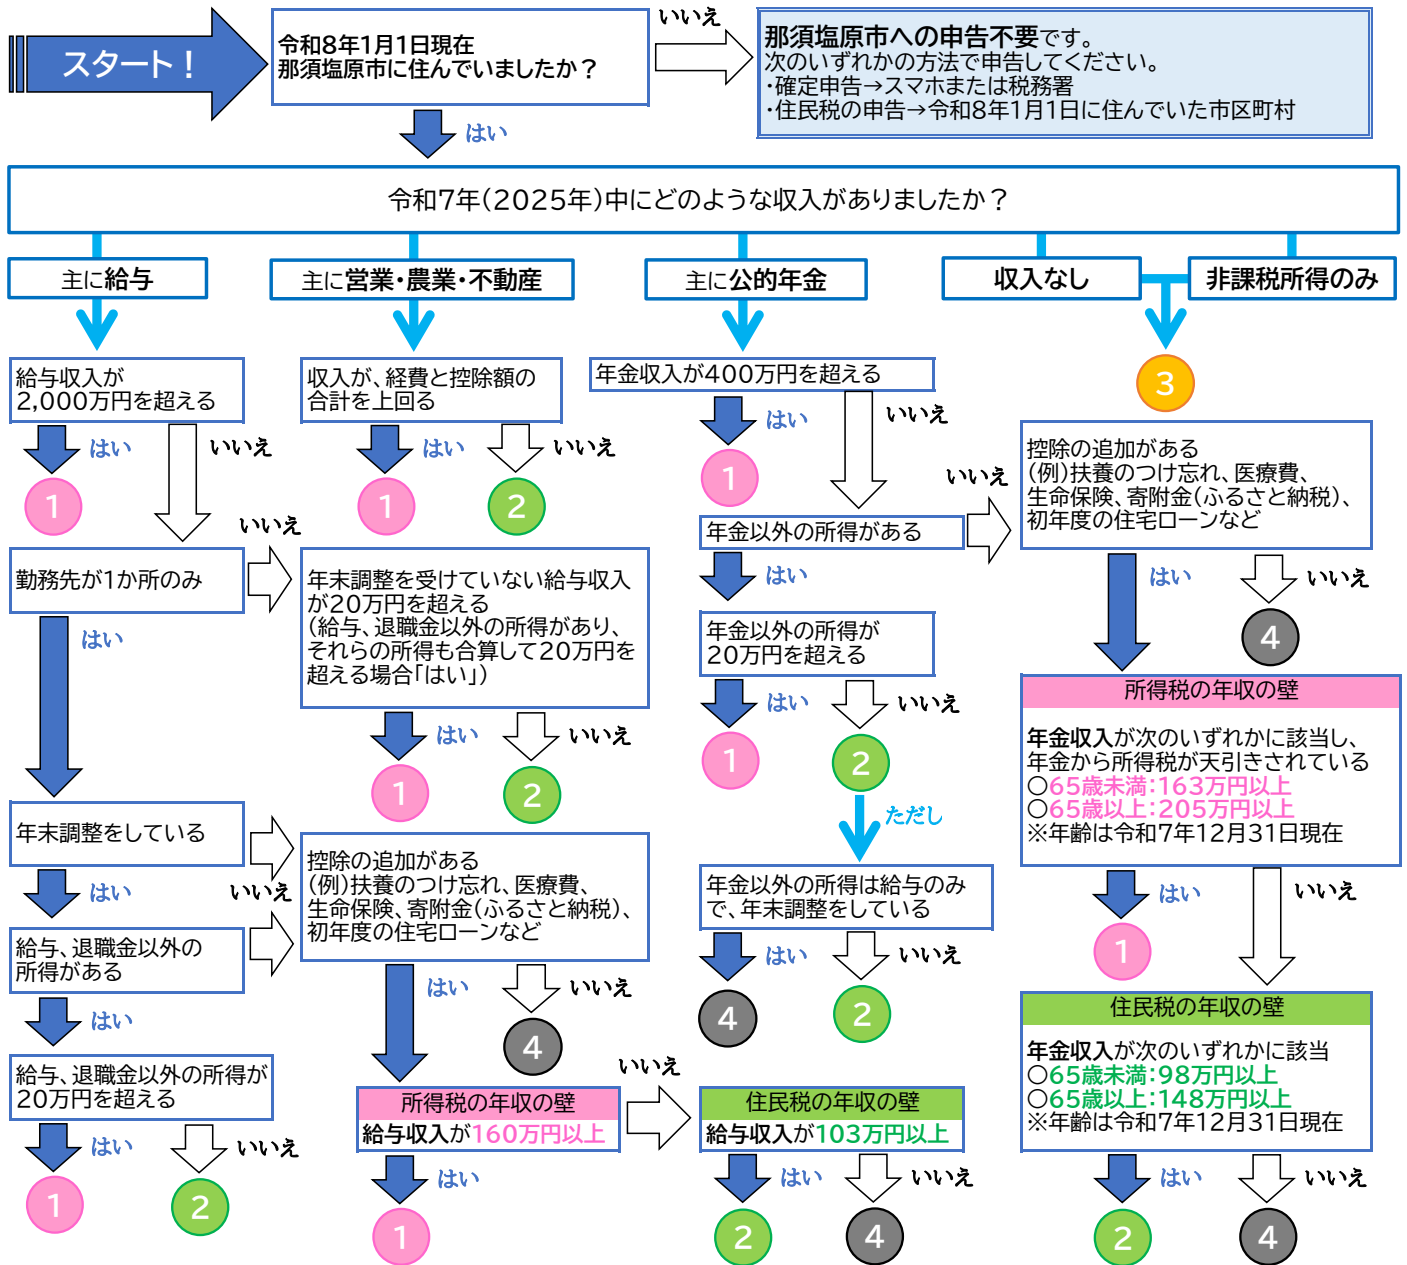 スタート！
令和8年1月1日現在
那須塩原市に住んでいましたか？
いいえ
那須塩原市への申告不要です。
次のいずれかの方法で申告してください。
・確定申告→スマホまたは税務署
・住民税の申告→令和8年1月1日に住んでいた市区町村
はい
令和7年(2025年)中にどのような収入がありましたか？
主に給与
主に営業・農業・不動産
主に公的年金
収入なし
非課税所得のみ
給与収入が
2,000万円を超える
はい
いいえ
1
勤務先が1か所のみ
いいえ
はい
年末調整をしている
いいえ
はい
給与、退職金以外の
所得がある
はい
給与、退職金以外の所得が
20万円を超える
はい
いいえ
1
2
収入が、経費と控除額の
合計を上回る
はい
いいえ
1
2
年末調整を受けていない給与収入
が20万円を超える
(給与、退職金以外の所得があり、
それらの所得も合算して20万円を
超える場合「はい」)
はい
いいえ
1
2
控除の追加がある
(例)扶養のつけ忘れ、医療費、
生命保険、寄附金(ふるさと納税)、
初年度の住宅ローンなど
はい
いいえ
4
所得税の年収の壁
給与収入が160万円以上
いいえ
はい
1
住民税の年収の壁
給与収入が103万円以上
はい
いいえ
2
4
年金収入が400万円を超える
はい
いいえ
1
年金以外の所得がある
いいえ
はい
年金以外の所得が
20万円を超える
はい
いいえ
1
2
ただし
年金以外の所得は給与のみ
で、年末調整をしている
はい
いいえ
4
2
3
控除の追加がある
(例)扶養のつけ忘れ、医療費、
生命保険、寄附金(ふるさと納税)、
初年度の住宅ローンなど
はい
いいえ
4
所得税の年収の壁
年金収入が次のいずれかに該当し、
年金から所得税が天引きされている
○65歳未満：163万円以上
○65歳以上：205万円以上
※年齢は令和7年12月31日現在
はい
いいえ
1
住民税の年収の壁
年金収入が次のいずれかに該当
○65歳未満：98万円以上
○65歳以上：148万円以上
※年齢は令和7年12月31日現在
はい
いいえ
2
4